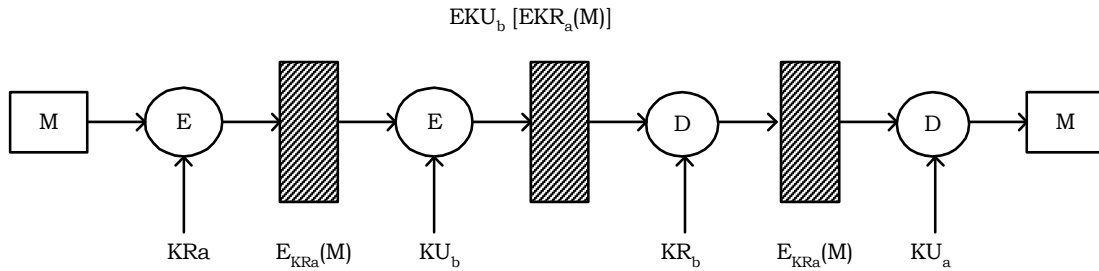 EKU_b [EKR_a(M)]
M E E D D M
KRa E_KRa(M) KU_b KR_b E_KRa(M) KU_a